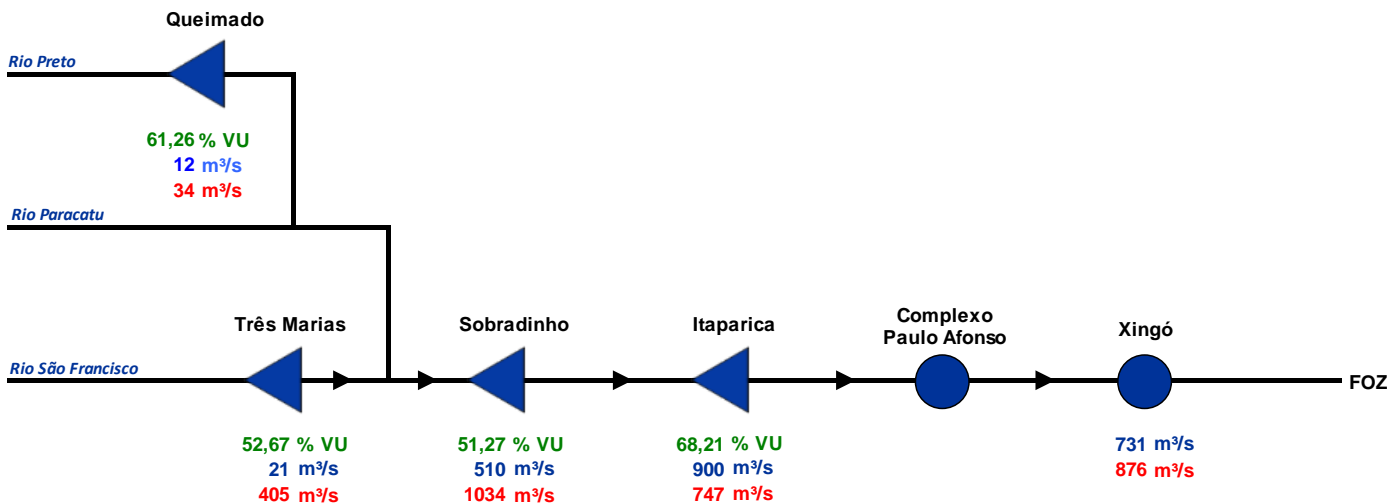 Queimado
Rio Preto
61,26 % VU
12 m³/s
34 m³/s
Rio Paracatu
Três Marias
Sobradinho
Itaparica
Complexo
Paulo Afonso
Xingó
Rio São Francisco
FOZ
52,67 % VU
21 m³/s
405 m³/s
51,27 % VU
510 m³/s
1034 m³/s
68,21 % VU
900 m³/s
747 m³/s
731 m³/s
876 m³/s